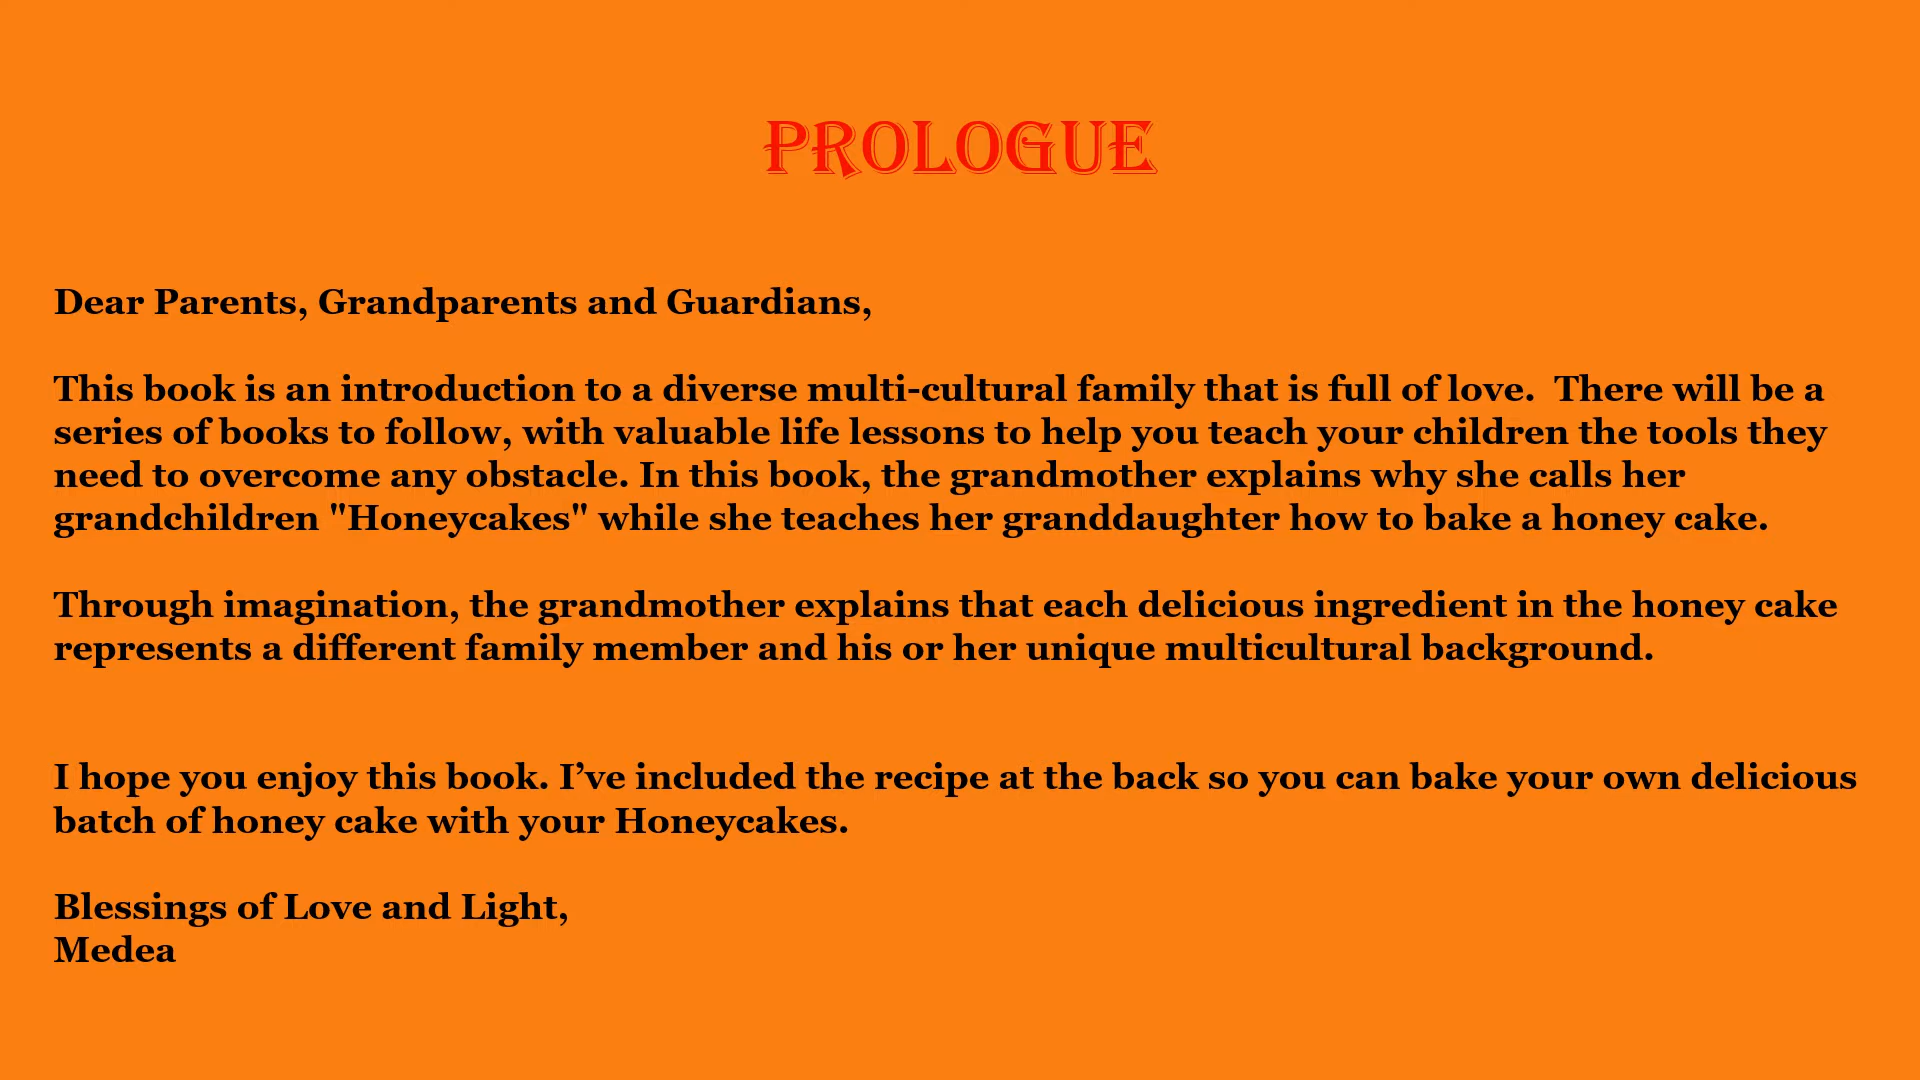 PROLOGUE
Dear Parents, Grandparents and Guardians,
This book is an introduction to a diverse multi-cultural family that is full of love.  There will be a
series of books to follow, with valuable life lessons to help you teach your children the tools they
need to overcome any obstacle. In this book, the grandmother explains why she calls her
grandchildren "Honeycakes" while she teaches her granddaughter how to bake a honey cake.
Through imagination, the grandmother explains that each delicious ingredient in the honey cake
represents a different family member and his or her unique multicultural background.
I hope you enjoy this book. I’ve included the recipe at the back so you can bake your own delicious
batch of honey cake with your Honeycakes.
Blessings of Love and Light,
Medea